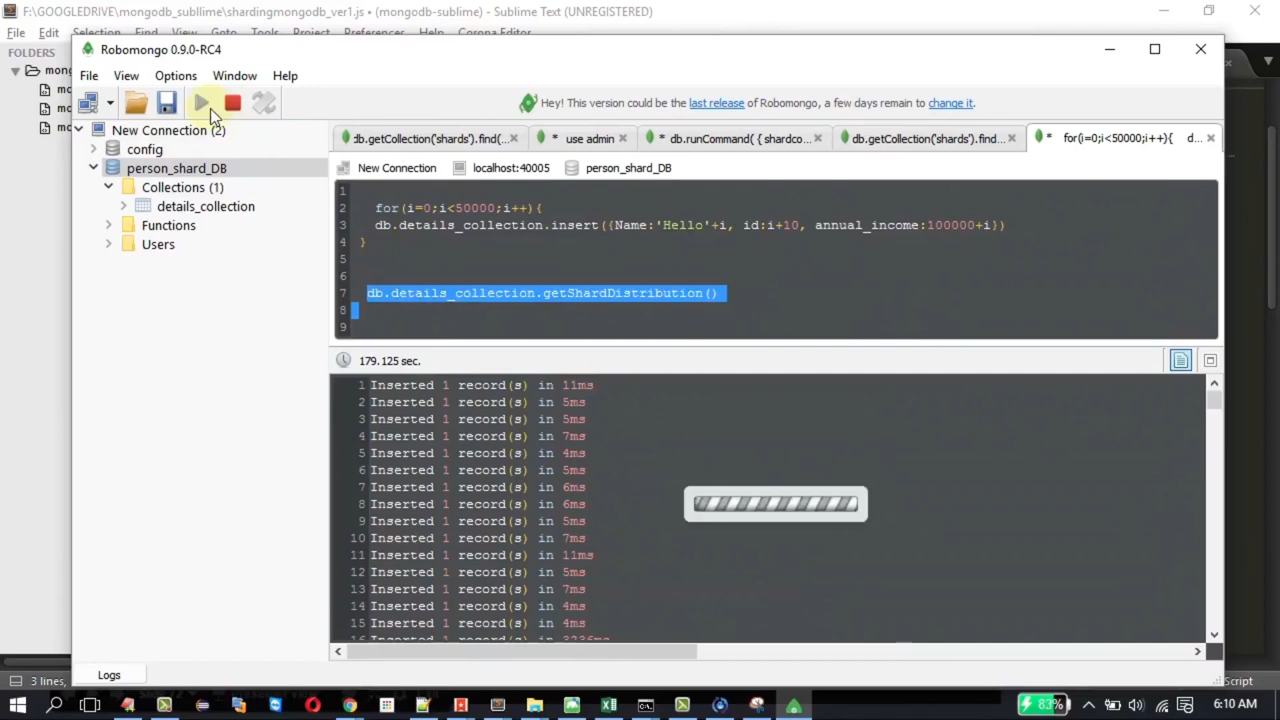 F:\GOOGLEDRIVE\mongodb_subllime\shardingmongodb_ver1.js • (mongodb-sublime) - Sublime Text (UNREGISTERED)
File Edit Selection Find View Goto Tools Project Preferences Help Corona Editor
FOLDERS
mong
mo
mo
mo
Robomongo 0.9.0-RC4
File View Options Window Help
Hey! This version could be the last release of Robomongo, a few days remain to change it.
New Connection (2)
config
person_shard_DB
Collections (1)
details_collection
Functions
Users
db.getCollection('shards').find(... * use admin * db.runCommand( { shardco... db.getCollection('shards').find... * for(i=0;i<50000;i++){ d...
New Connection localhost:40005 person_shard_DB
1
2 for(i=0;i<50000;i++){
3 db.details_collection.insert({Name:'Hello'+i, id:i+10, annual_income:100000+i})
4 }
5
6
7 db.details_collection.getShardDistribution()
8
9
179.125 sec.
1 Inserted 1 record(s) in 11ms
2 Inserted 1 record(s) in 5ms
3 Inserted 1 record(s) in 5ms
4 Inserted 1 record(s) in 7ms
5 Inserted 1 record(s) in 4ms
6 Inserted 1 record(s) in 5ms
7 Inserted 1 record(s) in 6ms
8 Inserted 1 record(s) in 6ms
9 Inserted 1 record(s) in 5ms
10 Inserted 1 record(s) in 7ms
11 Inserted 1 record(s) in 11ms
12 Inserted 1 record(s) in 5ms
13 Inserted 1 record(s) in 7ms
14 Inserted 1 record(s) in 4ms
15 Inserted 1 record(s) in 4ms
16 Inserted 1 record(s) in 3236ms
Logs
3 lines,
Script
83%
6:10 AM